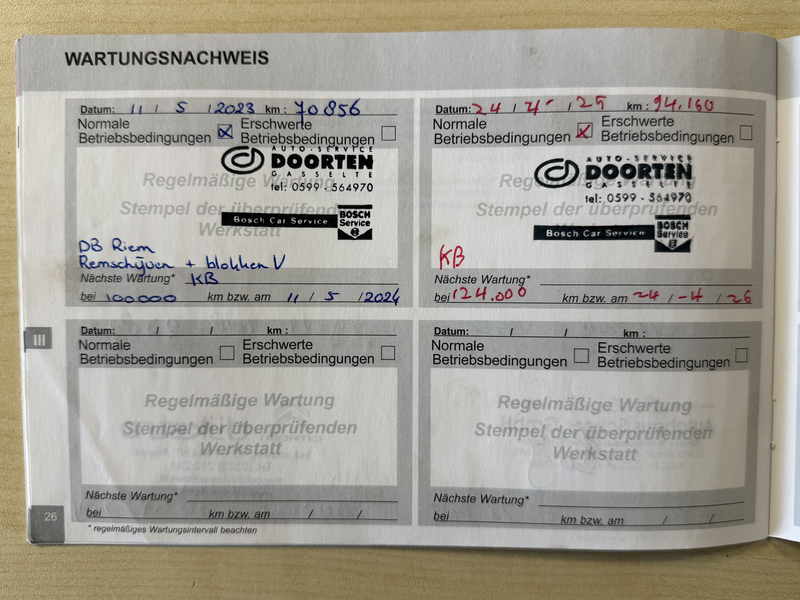 WARTUNGSNACHWEIS
Datum: 11 / 5 / 2023 km : 70856
Normale Betriebsbedingungen
Erschwerte Betriebsbedingungen
AUTO-SERVICE
DOORTEN
GASSELTE
tel: 0599 - 564970
Regelmäßige Wartung
Stempel der überprüfenden
Werkstatt
Bosch Car Service
BOSCH
Service
DB Riem
Remschijven + blokken V
KB
Nächste Wartung*
bei 100000 km bzw. am 11 / 5 / 2024
Datum: 24 / 4 / 25 km : 94.160
Normale Betriebsbedingungen
Erschwerte Betriebsbedingungen
AUTO-SERVICE
DOORTEN
GASSELTE
tel: 0599 - 564970
Regelmäßige Wartung
Stempel der überprüfenden
Werkstatt
Bosch Car Service
BOSCH
Service
KB
Nächste Wartung*
bei 124.000 km bzw. am 24 / -4 / 26
III
Datum: / / km :
Normale Betriebsbedingungen
Erschwerte Betriebsbedingungen
Regelmäßige Wartung
Stempel der überprüfenden
Werkstatt
Nächste Wartung*
bei km bzw. am / /
Datum: / / km :
Normale Betriebsbedingungen
Erschwerte Betriebsbedingungen
Regelmäßige Wartung
Stempel der überprüfenden
Werkstatt
Nächste Wartung*
bei km bzw. am / /
26
* regelmäßiges Wartungsintervall beachten